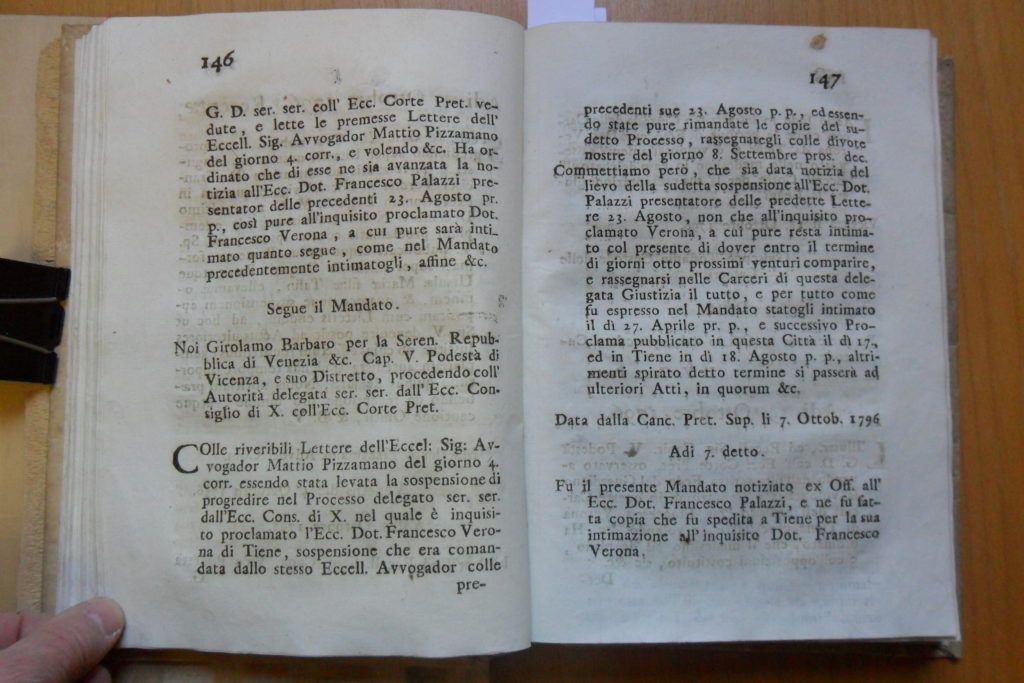 146
G. D. ser. ser. coll' Ecc. Corte Pret. ve-
dute, e lette le premesse Lettere dell'
Eccell. Sig. Avvogador Mattio Pizzamano
del giorno 4. corr., e volendo &c. Ha or-
dinato che di esse ne sia avanzata la no-
tizia all'Ecc. Dot. Francesco Palazzi pre-
sentator delle precedenti 23. Agosto pr.
p., così pure all'inquisito proclamato Dot.
Francesco Verona, a cui pure sarà inti-
mato quanto segue, come nel Mandato
precedentemente intimatogli, affine &c.
Segue il Mandato.
Noi Girolamo Barbaro per la Seren. Repub-
blica di Venezia &c. Cap. V. Podestà di
Vicenza, e suo Distretto, procedendo coll'
Autorità delegata ser. ser. dall'Ecc. Con-
siglio di X. coll'Ecc. Corte Pret.
COlle riveribili Lettere dell'Eccel: Sig: Av-
vogador Mattio Pizzamano del giorno 4.
corr. essendo stata levata la sospensione di
progredire nel Processo delegato ser. ser.
dall'Ecc. Cons. di X. nel quale è inquisi-
to proclamato l'Ecc. Dot. Francesco Vero-
na di Tiene, sospensione che era coman-
data dallo stesso Eccell. Avvogador colle
pre-
147
precedenti sue 23. Agosto p. p., ed essen-
do state pure rimandate le copie del su-
detto Processo, rassegnategli colle divote
nostre del giorno 8. Settembre pros. dec.
Commettiamo però, che sia data notizia del
lievo della sudetta sospensione all'Ecc. Dot.
Palazzi presentatore delle predette Lette-
re 23. Agosto, non che all'inquisito pro-
clamato Verona, a cui pure resta intima-
to col presente di dover entro il termine
di giorni otto prossimi venturi comparire,
e rassegnarsi nelle Carceri di questa dele-
gata Giustizia il tutto, e per tutto come
fu espresso nel Mandato statogli intimato
il dì 27. Aprile pr. p., e successivo Pro-
clama pubblicato in questa Città il dì 17.,
ed in Tiene in dì 18. Agosto p. p., altri-
menti spirato detto termine si passerà ad
ulteriori Atti, in quorum &c.
Data dalla Canc. Pret. Sup. li 7. Ottob. 1796
Adì 7. detto.
Fu il presente Mandato notiziato ex Off. all'
Ecc. Dot. Francesco Palazzi, e ne fu fat-
ta copia che fu spedita a Tiene per la sua
intimazione all'inquisito Dot. Francesco
Verona.